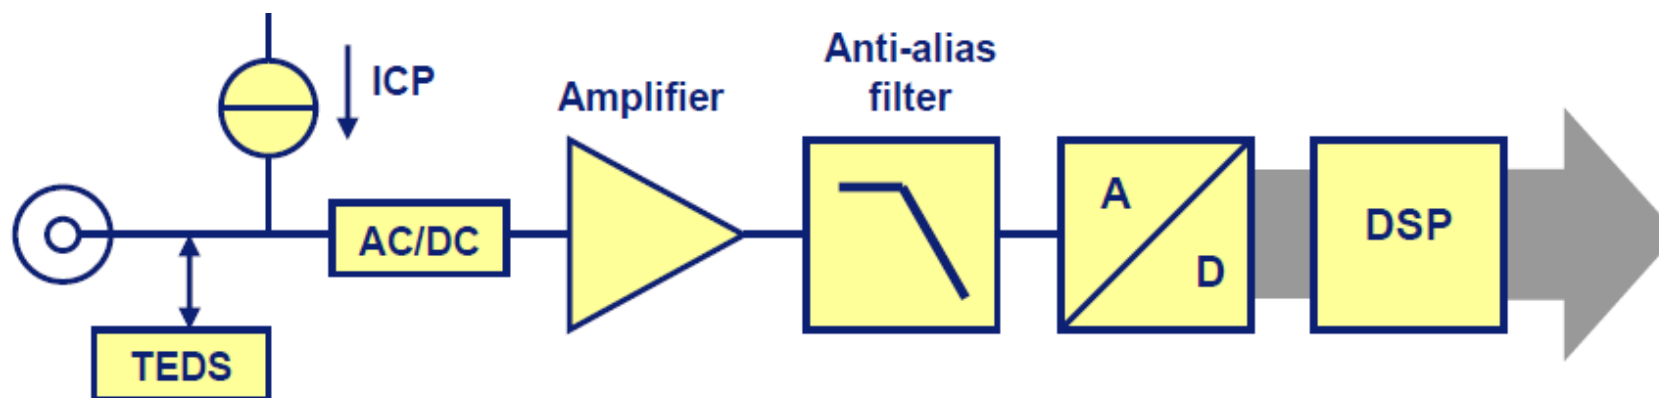 ICP
Amplifier
Anti-alias
filter
AC/DC
TEDS
A
D
DSP